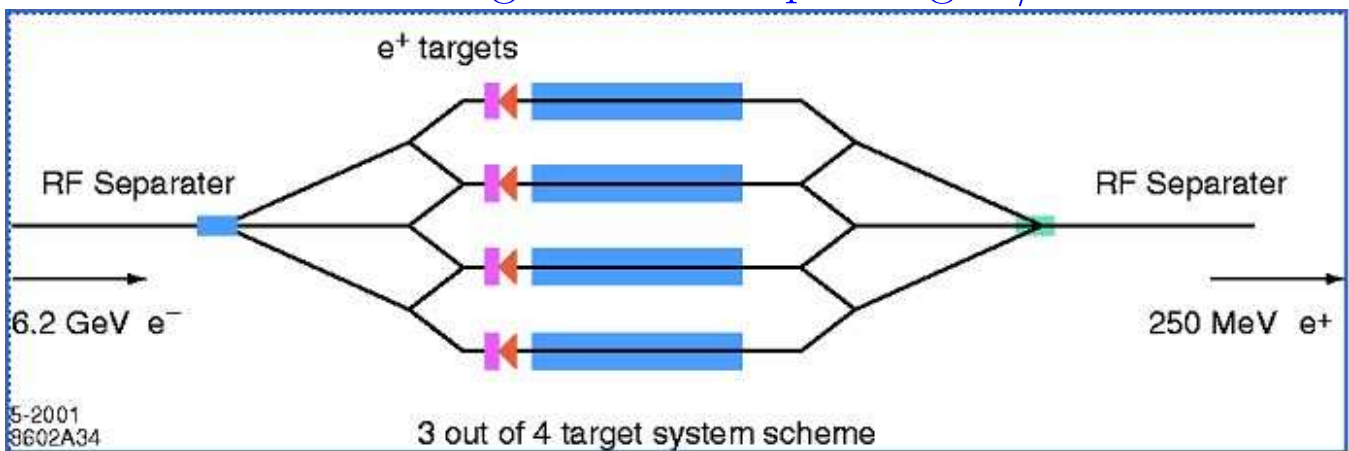 e+ targets
RF Separater
RF Separater
6.2 GeV e−
250 MeV e+
5-2001
8602A34
3 out of 4 target system scheme